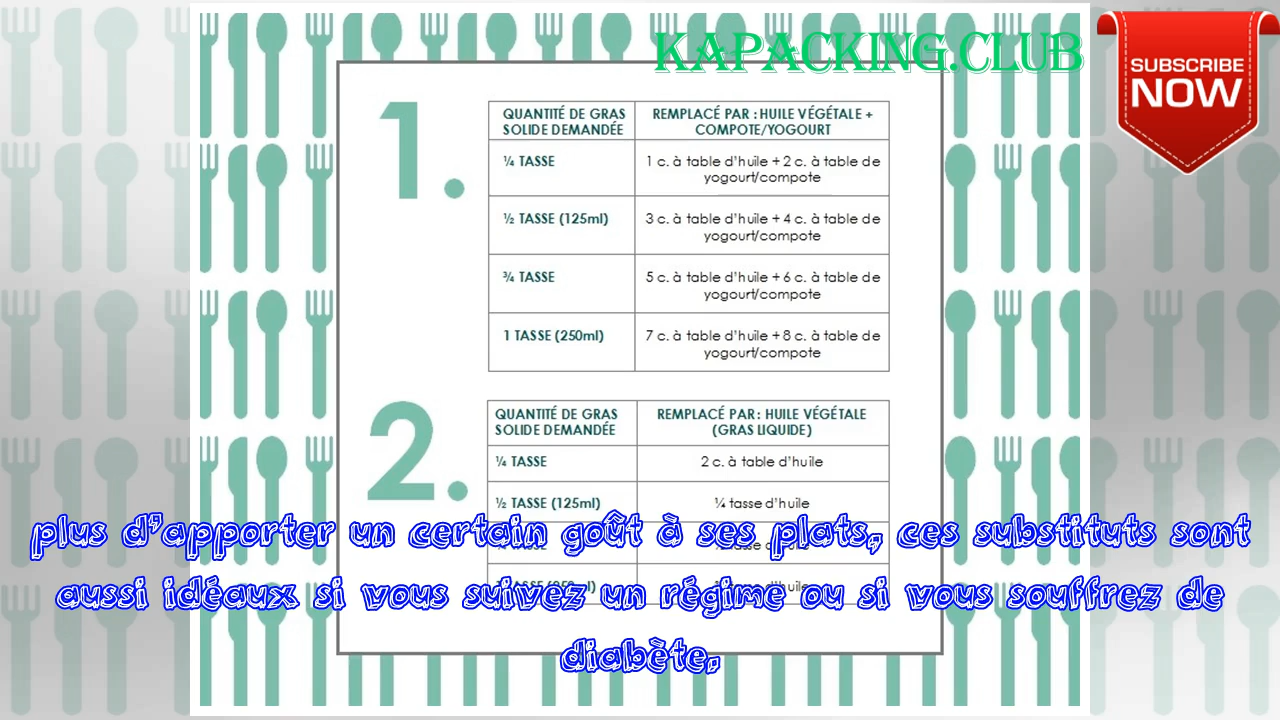 KAPACKING.CLUB
SUBSCRIBE
NOW
1.
QUANTITÉ DE GRAS
SOLIDE DEMANDÉE
REMPLACÉ PAR : HUILE VÉGÉTALE +
COMPOTE/YOGOURT
¼ TASSE
1 c. à table d'huile + 2 c. à table de
yogourt/compote
½ TASSE (125ml)
3 c. à table d'huile + 4 c. à table de
yogourt/compote
¾ TASSE
5 c. à table d'huile + 6 c. à table de
yogourt/compote
1 TASSE (250ml)
7 c. à table d'huile + 8 c. à table de
yogourt/compote
2.
QUANTITÉ DE GRAS
SOLIDE DEMANDÉE
REMPLACÉ PAR : HUILE VÉGÉTALE
(GRAS LIQUIDE)
¼ TASSE
2 c. à table d'huile
½ TASSE (125ml)
¼ tasse d'huile
plus d'apporter un certain goût à ses plats, ces substituts sont
aussi idéaux si vous suivez un régime ou si vous souffrez de
diabète.